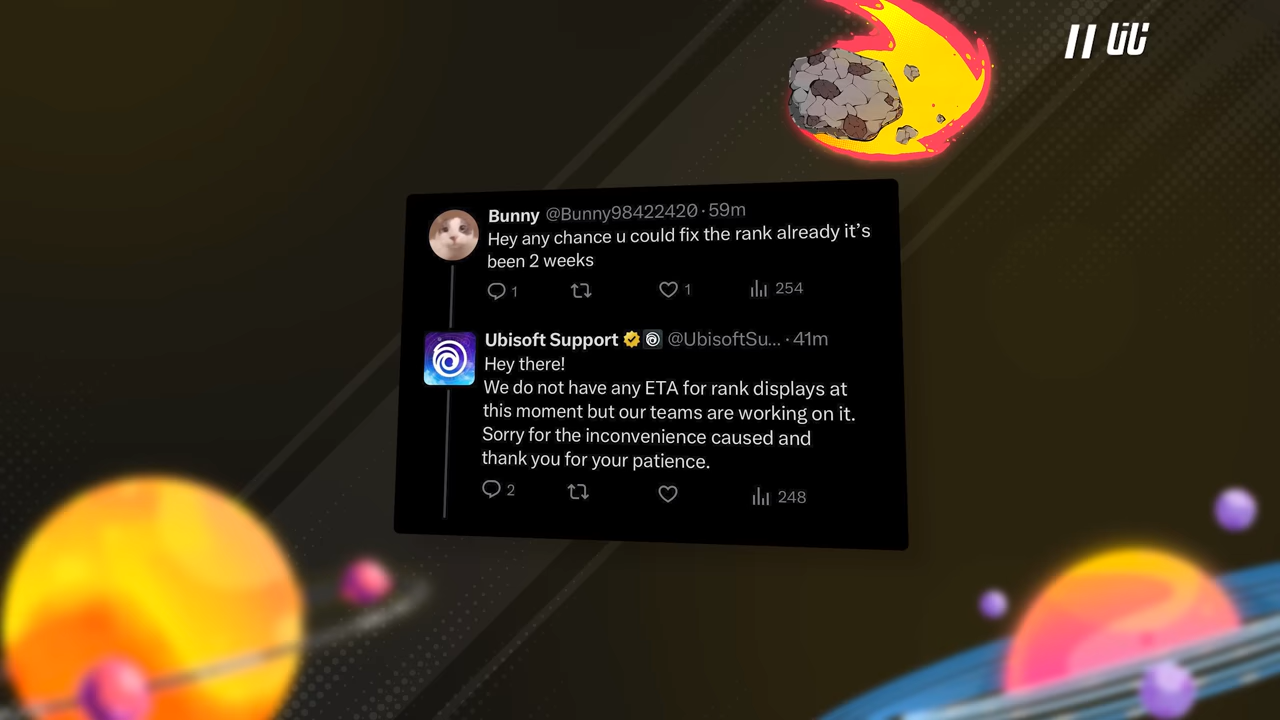 Bunny @Bunny98422420 · 59m
Hey any chance u could fix the rank already it’s
been 2 weeks
1 1 254
Ubisoft Support @UbisoftSu... · 41m
Hey there!
We do not have any ETA for rank displays at
this moment but our teams are working on it.
Sorry for the inconvenience caused and
thank you for your patience.
2 248